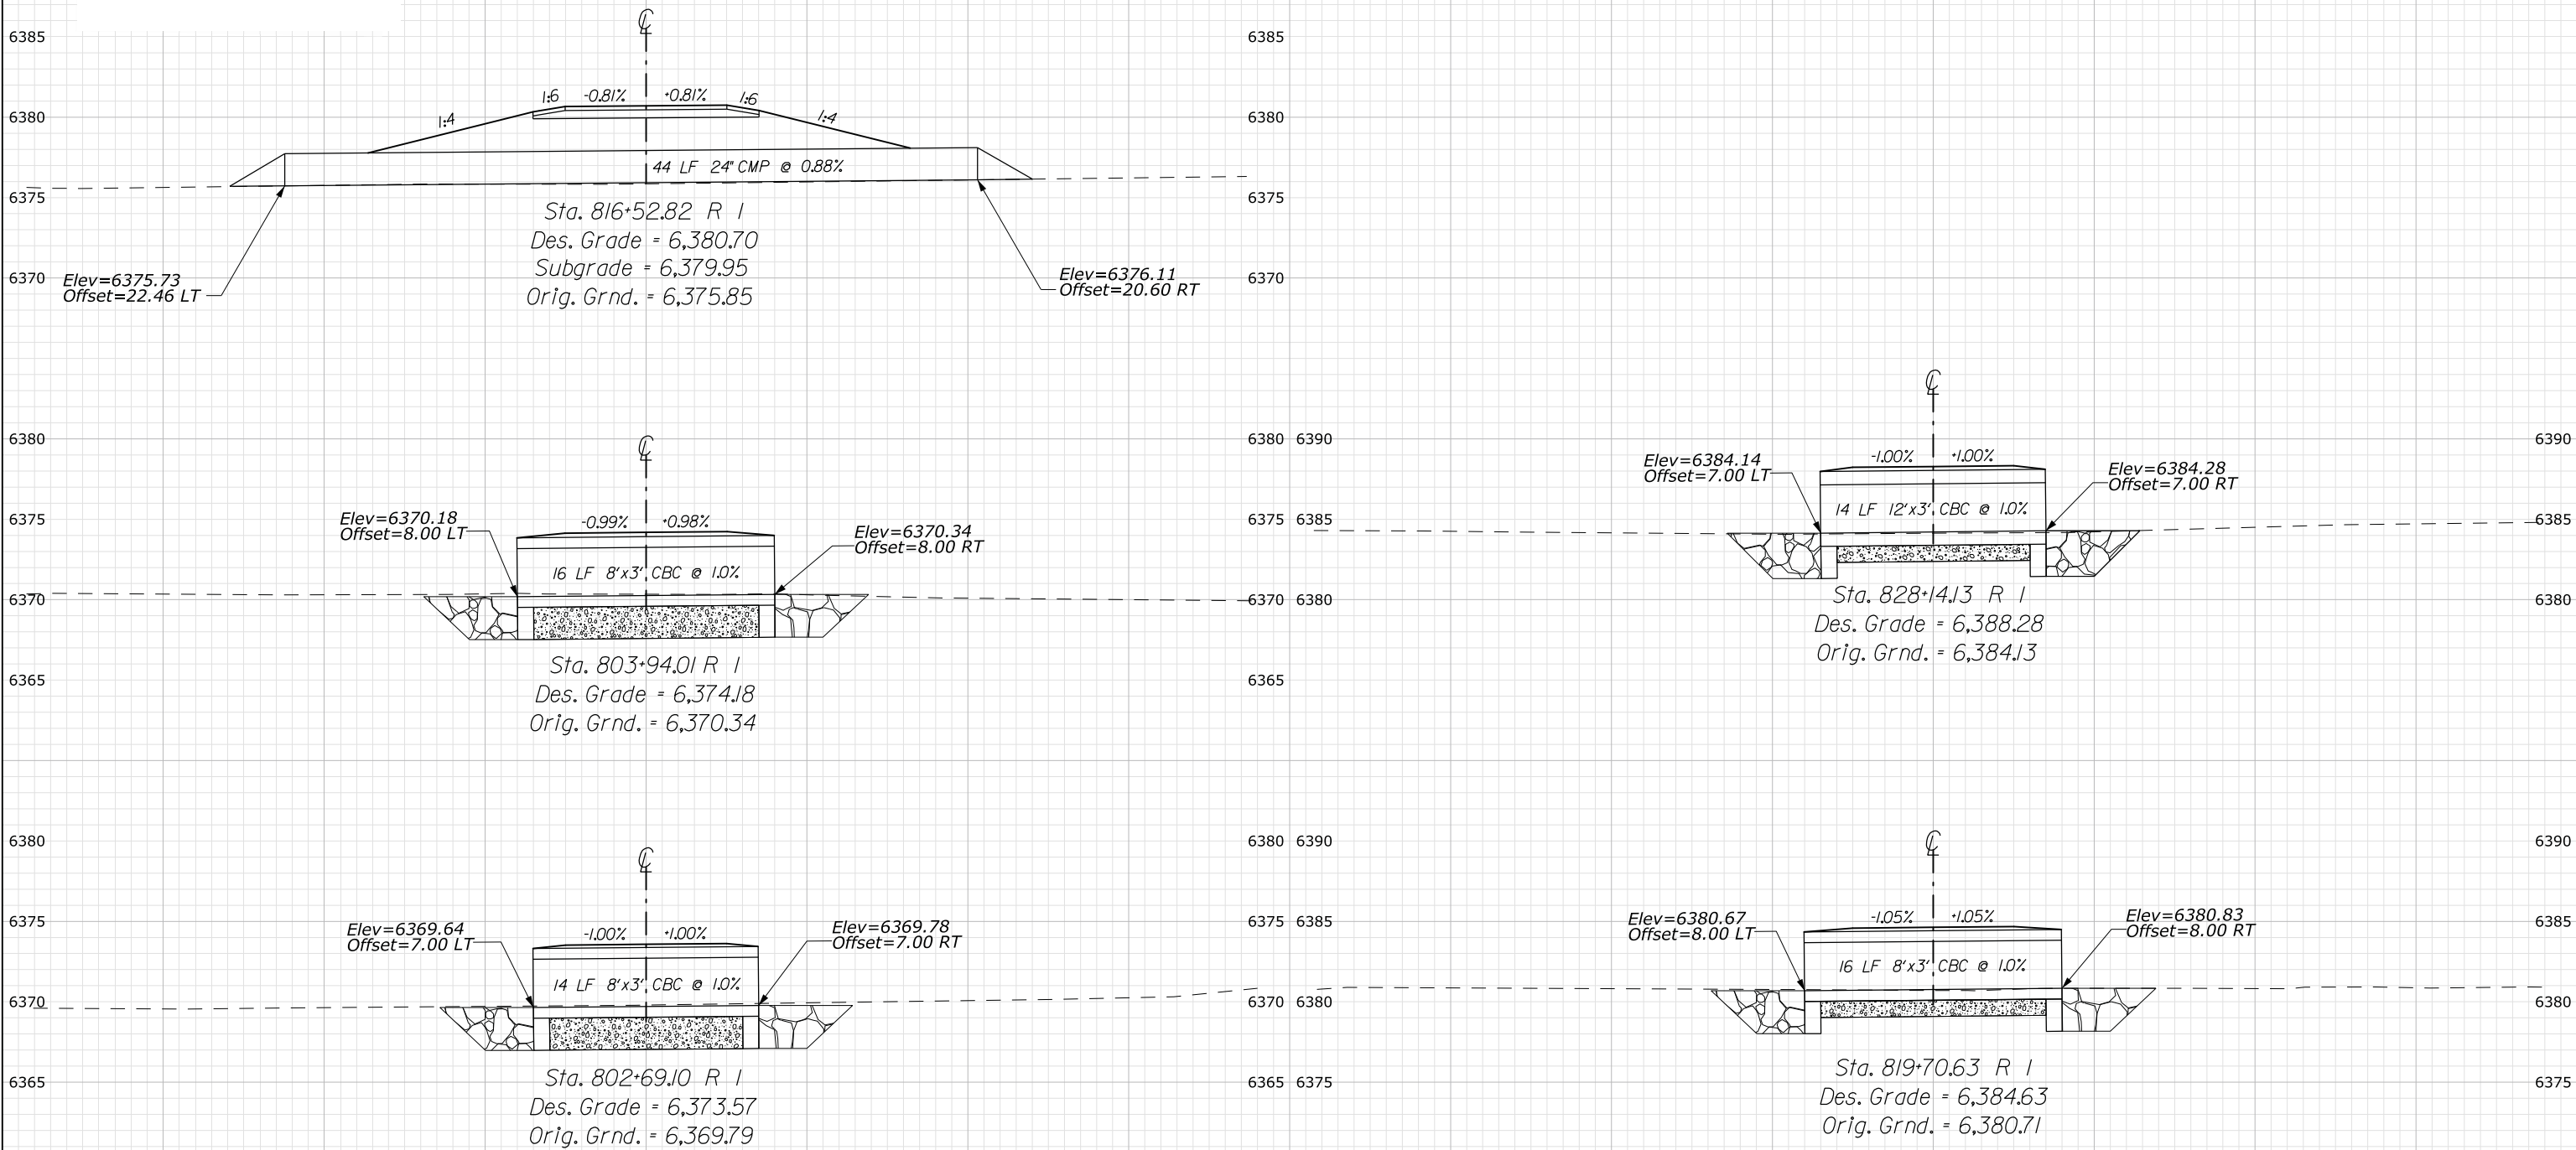 ℄
6385
6385
1:4
1:6
-0.81%
+0.81%
1:6
1:4
6380
6380
44 LF 24" CMP @ 0.88%
6375
6375
Sta. 816+52.82 R 1
Des. Grade = 6,380.70
Subgrade = 6,379.95
Orig. Grnd. = 6,375.85
6370
6370
Elev=6375.73
Offset=22.46 LT
Elev=6376.11
Offset=20.60 RT
6380
6380
℄
6375
6375
-0.99%
+0.98%
Elev=6370.18
Offset=8.00 LT
Elev=6370.34
Offset=8.00 RT
16 LF 8'x3' CBC @ 1.0%
6370
6370
Sta. 803+94.01 R 1
Des. Grade = 6,374.18
Orig. Grnd. = 6,370.34
6365
6365
6380
6380
℄
6375
6375
-1.00%
+1.00%
Elev=6369.64
Offset=7.00 LT
Elev=6369.78
Offset=7.00 RT
14 LF 8'x3' CBC @ 1.0%
6370
6370
Sta. 802+69.10 R 1
Des. Grade = 6,373.57
Orig. Grnd. = 6,369.79
6365
6365
℄
6390
6390
-1.00%
+1.00%
Elev=6384.14
Offset=7.00 LT
Elev=6384.28
Offset=7.00 RT
14 LF 12'x3' CBC @ 1.0%
6385
6385
Sta. 828+14.13 R 1
Des. Grade = 6,388.28
Orig. Grnd. = 6,384.13
6380
6380
℄
6390
6390
-1.05%
+1.05%
Elev=6380.67
Offset=8.00 LT
Elev=6380.83
Offset=8.00 RT
6385
6385
16 LF 8'x3' CBC @ 1.0%
6380
6380
Sta. 819+70.63 R 1
Des. Grade = 6,384.63
Orig. Grnd. = 6,380.71
6375
6375